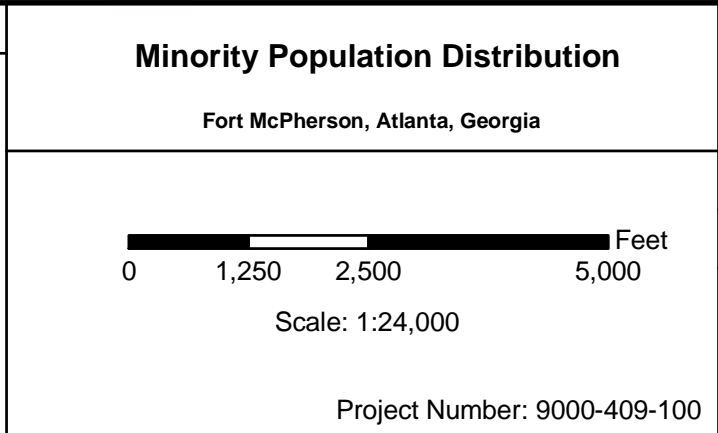 Minority Population Distribution
Fort McPherson, Atlanta, Georgia
Feet
0 1,250 2,500 5,000
Scale: 1:24,000
Project Number: 9000-409-100